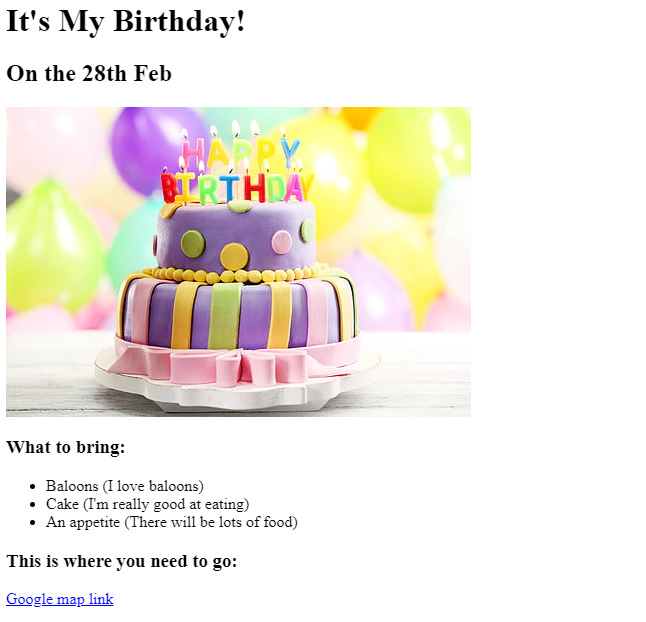 It's My Birthday!
On the 28th Feb
HAPPY
BIRTHDAY
What to bring:
Baloons (I love baloons)
Cake (I'm really good at eating)
An appetite (There will be lots of food)
This is where you need to go:
Google map link